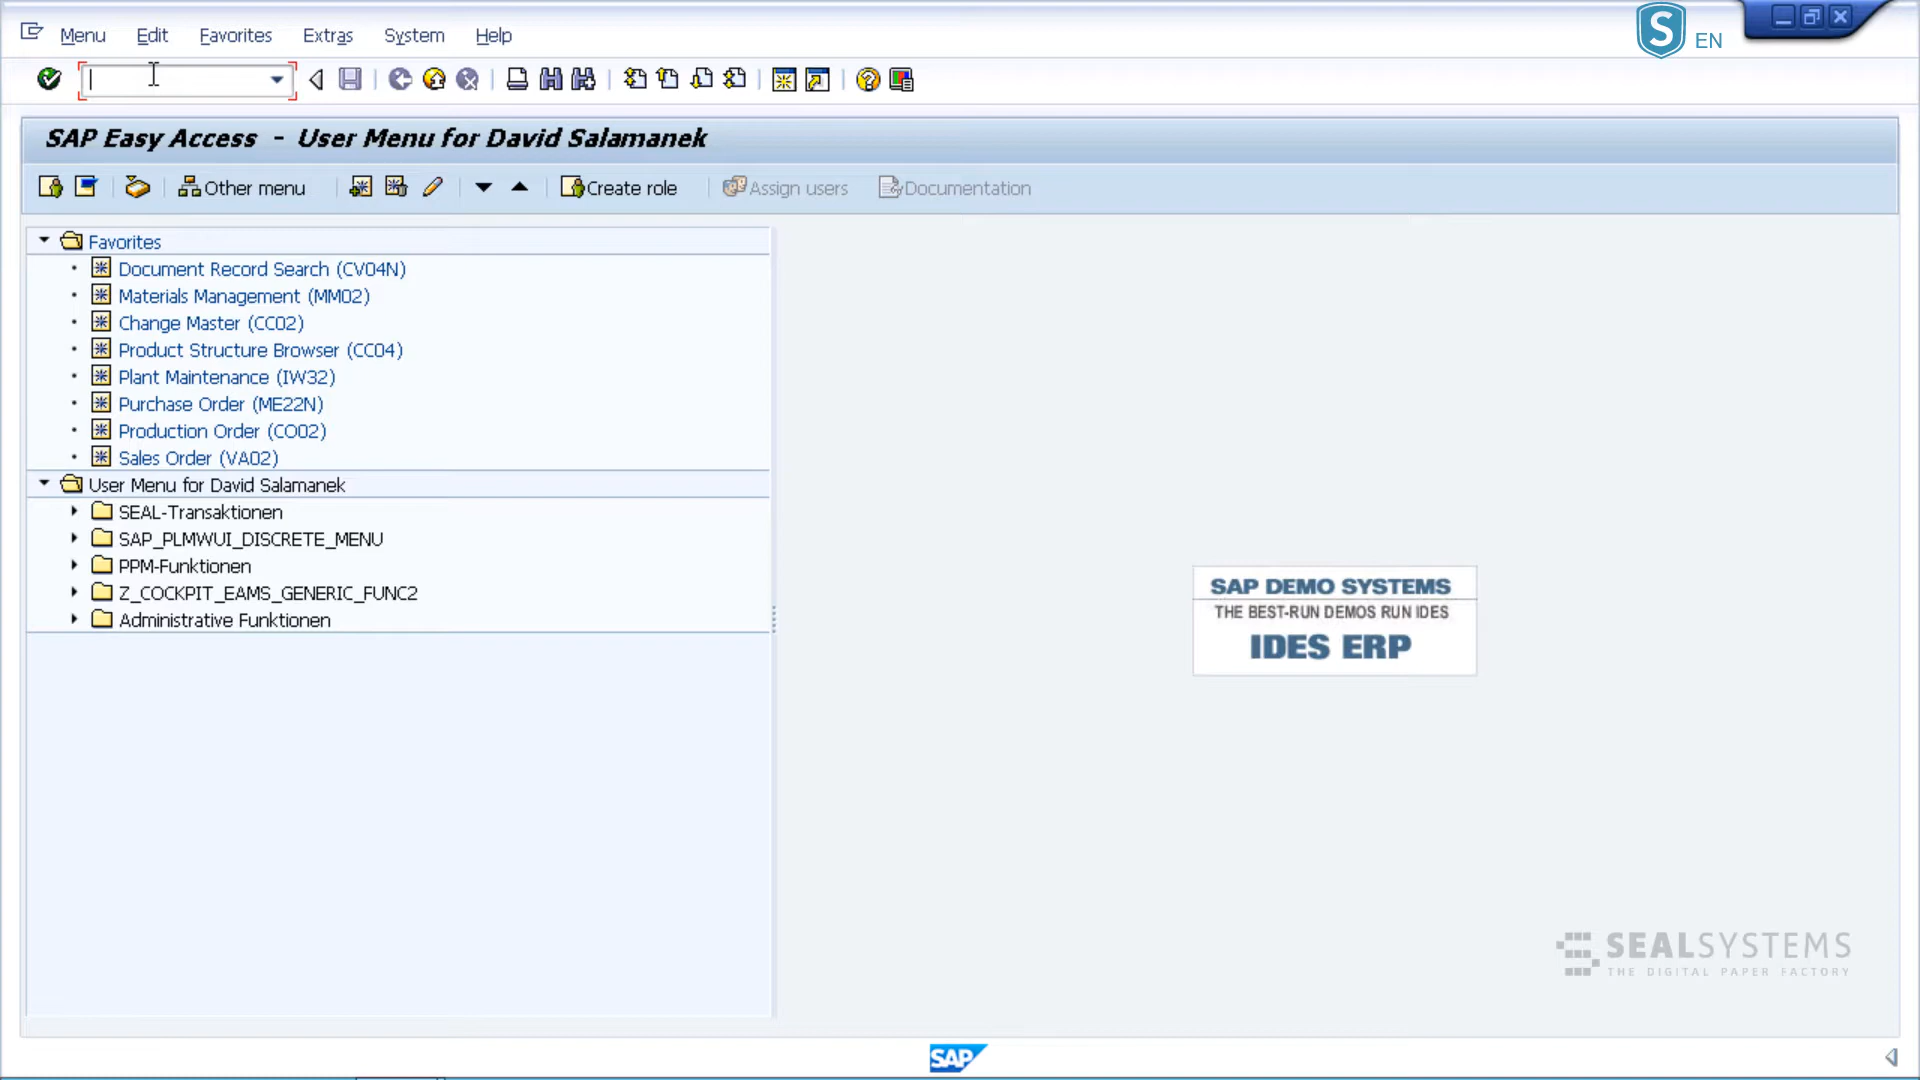 Menu Edit Favorites Extras System Help
S EN
SAP Easy Access - User Menu for David Salamanek
Other menu Create role Assign users Documentation
Favorites
Document Record Search (CV04N)
Materials Management (MM02)
Change Master (CC02)
Product Structure Browser (CC04)
Plant Maintenance (IW32)
Purchase Order (ME22N)
Production Order (CO02)
Sales Order (VA02)
User Menu for David Salamanek
SEAL-Transaktionen
SAP_PLMWUI_DISCRETE_MENU
PPM-Funktionen
Z_COCKPIT_EAMS_GENERIC_FUNC2
Administrative Funktionen
SAP DEMO SYSTEMS
THE BEST-RUN DEMOS RUN IDES
IDES ERP
SEALSYSTEMS
THE DIGITAL PAPER FACTORY
SAP